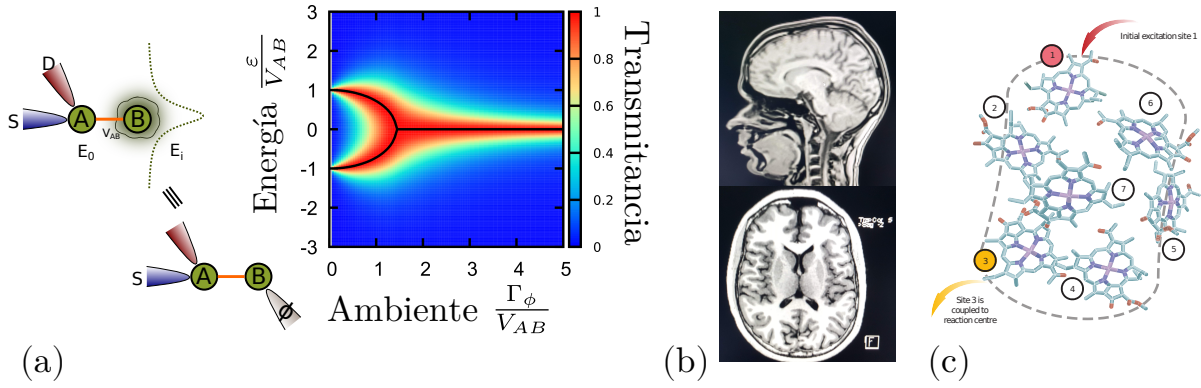 D
S
A
B
V_AB
E_0
E_i
≡
S
A
B
ϕ
Energía ε/V_AB
3
2
1
0
-1
-2
-3
0
1
2
3
4
5
Ambiente Γ_ϕ/V_AB
1
0.8
0.6
0.4
0.2
0
Transmitancia
(a)
F
(b)
Initial excitation site 1
1
2
6
7
5
3
4
Site 3 is
coupled to
reaction centre
(c)